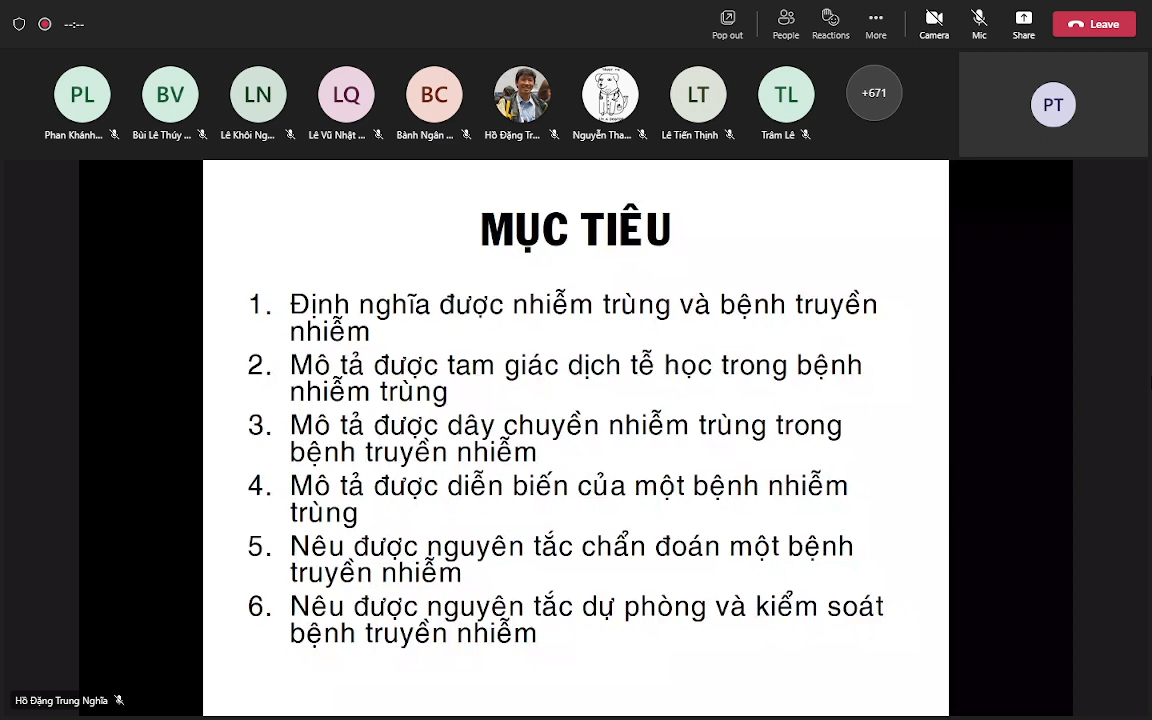 --:--
Pop out
People
Reactions
More
Camera
Mic
Share
Leave
PL
BV
LN
LQ
BC
LT
TL
+671
PT
Phan Khánh...
Bùi Lê Thúy ...
Lê Khôi Ng...
Lê Vũ Nhật ...
Bành Ngân ...
Hồ Đặng Tr...
Nguyễn Tha...
Lê Tiến Thịnh
Trâm Lê
MỤC TIÊU
1. Định nghĩa được nhiễm trùng và bệnh truyền
nhiễm
2. Mô tả được tam giác dịch tễ học trong bệnh
nhiễm trùng
3. Mô tả được dây chuyền nhiễm trùng trong
bệnh truyền nhiễm
4. Mô tả được diễn biến của một bệnh nhiễm
trùng
5. Nêu được nguyên tắc chẩn đoán một bệnh
truyền nhiễm
6. Nêu được nguyên tắc dự phòng và kiểm soát
bệnh truyền nhiễm
Hồ Đặng Trung Nghĩa